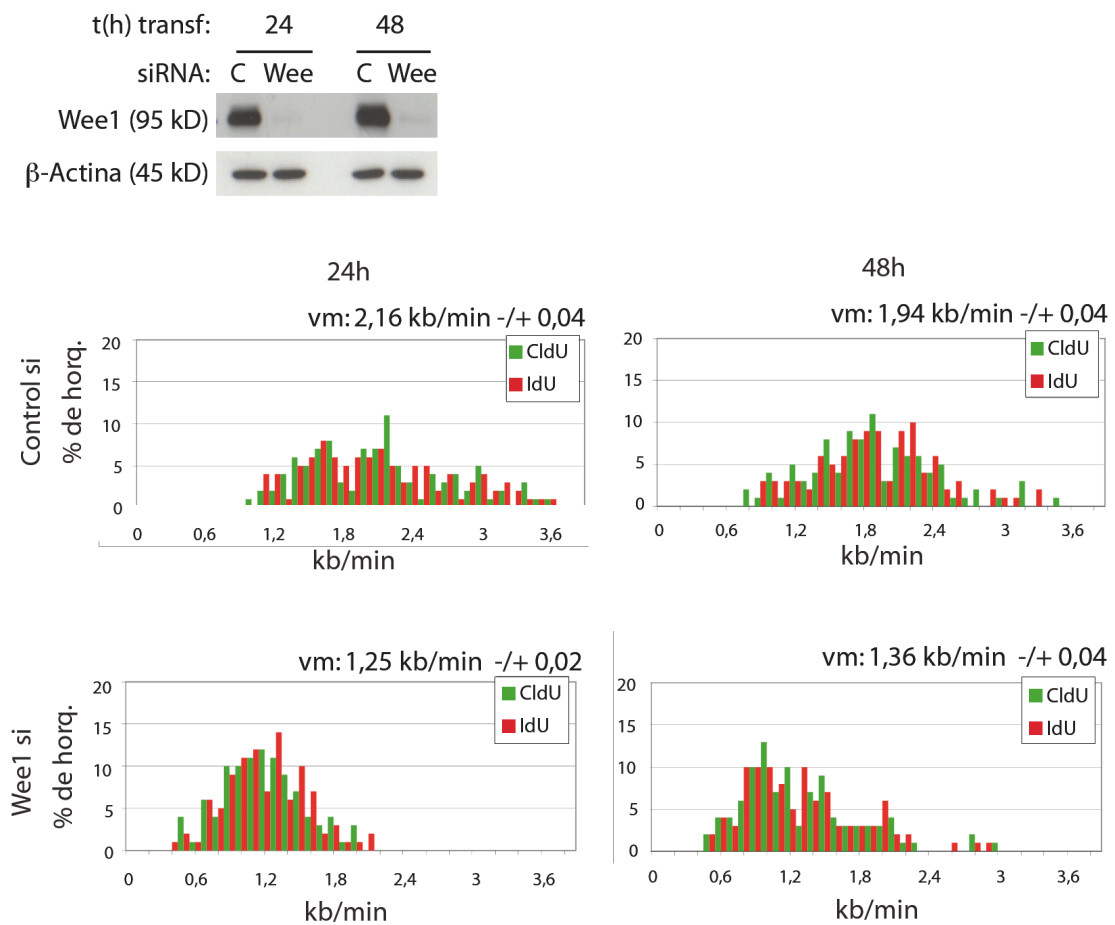 t(h) transf: 24 48
siRNA: C Wee C Wee
Wee1 (95 kD)
β-Actina (45 kD)
24h
48h
vm: 2,16 kb/min -/+ 0,04
Control si
% de horq.
20
15
10
5
0
CldU
IdU
0 0,6 1,2 1,8 2,4 3 3,6
kb/min
vm: 1,94 kb/min -/+ 0,04
20
15
10
5
0
CldU
IdU
0 0,6 1,2 1,8 2,4 3 3,6
kb/min
vm: 1,25 kb/min -/+ 0,02
Wee1 si
% de horq.
20
15
10
5
0
CldU
IdU
0 0,6 1,2 1,8 2,4 3 3,6
kb/min
vm: 1,36 kb/min -/+ 0,04
20
15
10
5
0
CldU
IdU
0 0,6 1,2 1,8 2,4 3 3,6
kb/min